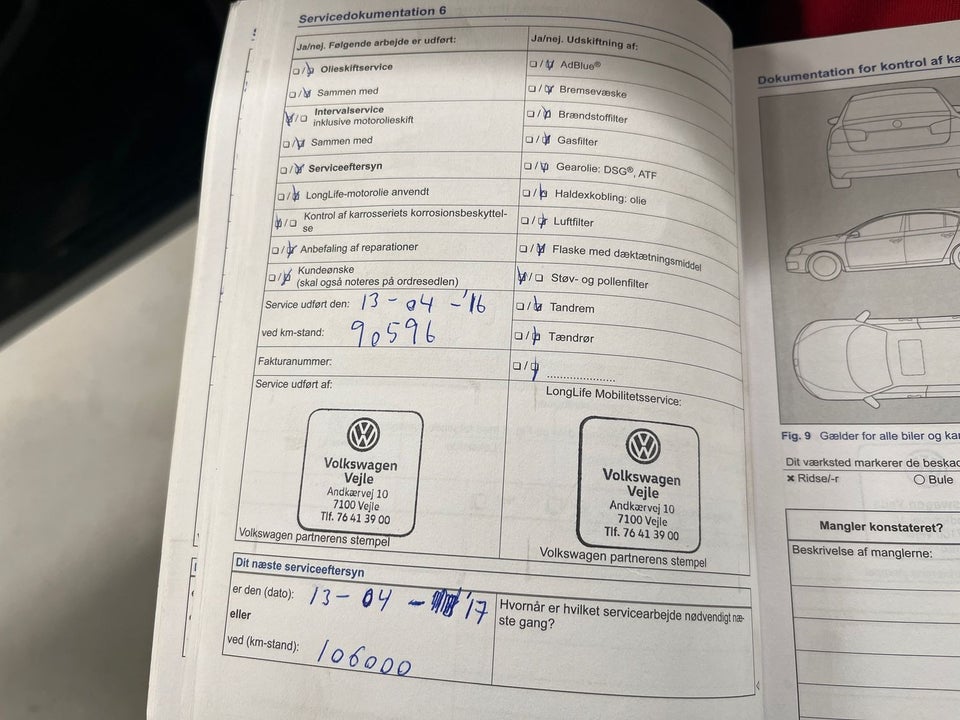 Servicedokumentation 6
Ja/nej. Følgende arbejde er udført:
Olieskiftservice
Sammen med
Intervalservice
inklusive motorolieskift
Sammen med
Serviceeftersyn
LongLife-motorolie anvendt
Kontrol af karrosseriets korrosionsbeskyttel-
se
Anbefaling af reparationer
Kundeønske
(skal også noteres på ordresedlen)
Service udført den: 13-04-'16
ved km-stand: 90596
Fakturanummer:
Service udført af:
Volkswagen
Vejle
Andkærvej 10
7100 Vejle
Tlf. 76 41 39 00
Volkswagen partnerens stempel
Ja/nej. Udskiftning af:
AdBlue®
Bremsevæske
Brændstoffilter
Gasfilter
Gearolie: DSG®, ATF
Haldexkobling: olie
Luftfilter
Flaske med dæktætningsmiddel
Støv- og pollenfilter
Tandrem
Tændrør
....................
LongLife Mobilitetsservice:
Volkswagen
Vejle
Andkærvej 10
7100 Vejle
Tlf. 76 41 39 00
Volkswagen partnerens stempel
Dit næste serviceeftersyn
er den (dato): 13-04-'17
eller
ved (km-stand): 106000
Hvornår er hvilket servicearbejde nødvendigt næ-
ste gang?
Dokumentation for kontrol af
Fig. 9 Gælder for alle biler og
Dit værksted markerer de
× Ridse/-r ○ Bule
Mangler konstateret?
Beskrivelse af manglerne: